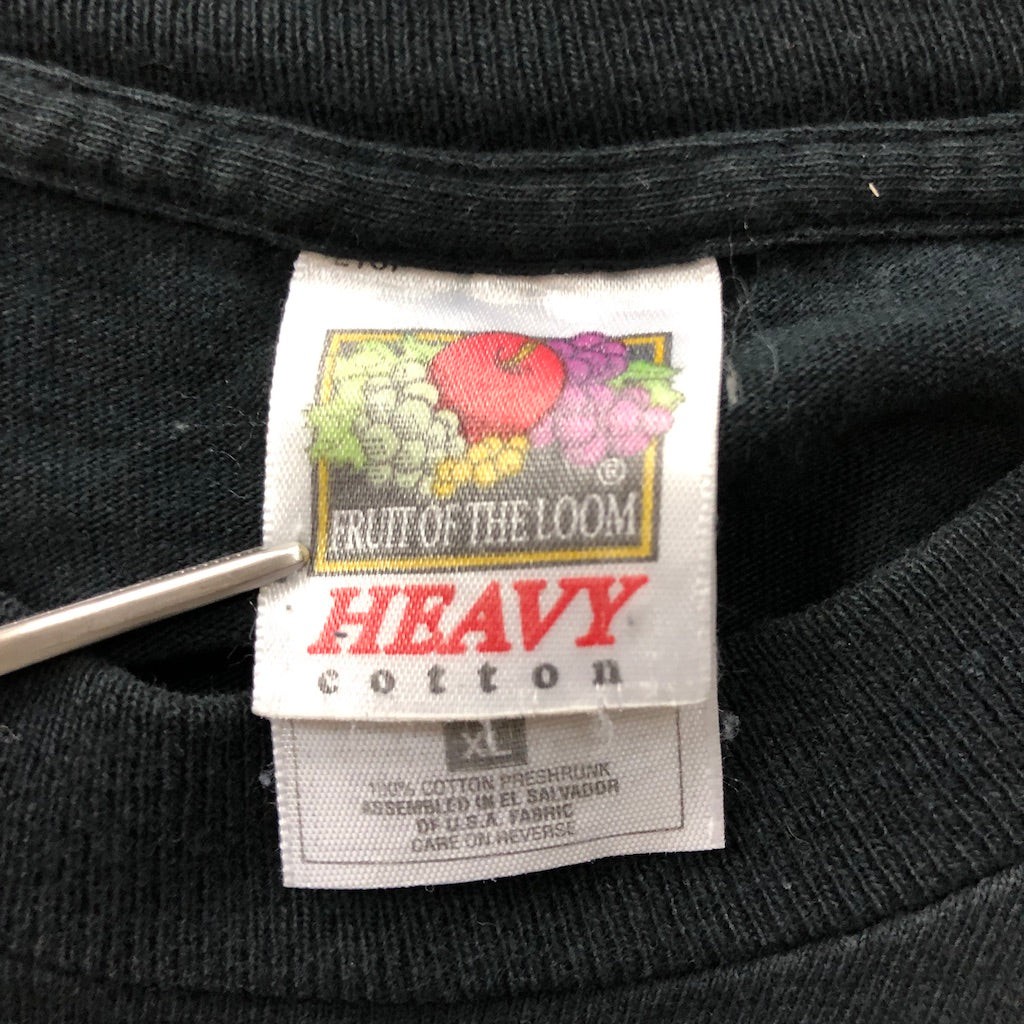 ®
FRUIT OF THE LOOM
HEAVY
cotton
XL
100% COTTON PRESHRUNK
ASSEMBLED IN EL SALVADOR
OF U.S.A. FABRIC
CARE ON REVERSE